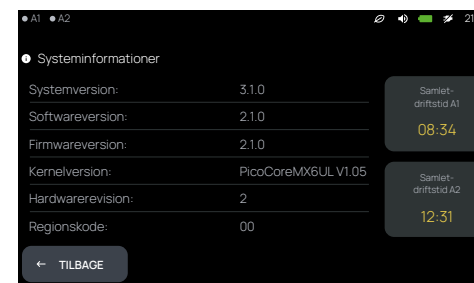 A1 A2 21
Systeminformationer
Systemversion: 3.1.0
Softwareversion: 2.1.0
Firmwareversion: 2.1.0
Kernelversion: PicoCoreMX6UL V1.05
Hardwarerevision: 2
Regionskode: 00
Samlet-
driftstid A1
08:34
Samlet-
driftstid A2
12:31
← TILBAGE